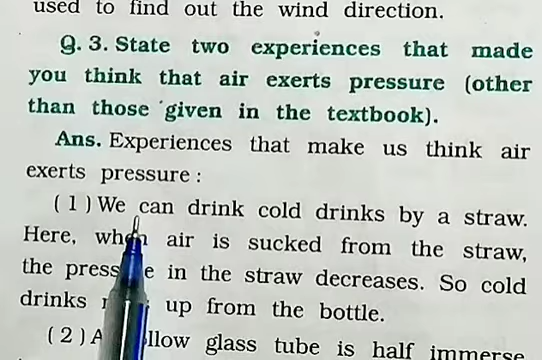 used to find out the wind direction.
Q. 3. State two experiences that made
you think that air exerts pressure (other
than those given in the textbook).
Ans. Experiences that make us think air
exerts pressure :
( 1 ) We can drink cold drinks by a straw.
Here, when air is sucked from the straw,
the pressure in the straw decreases. So cold
drinks up from the bottle.
( 2 ) glass tube is half immerse